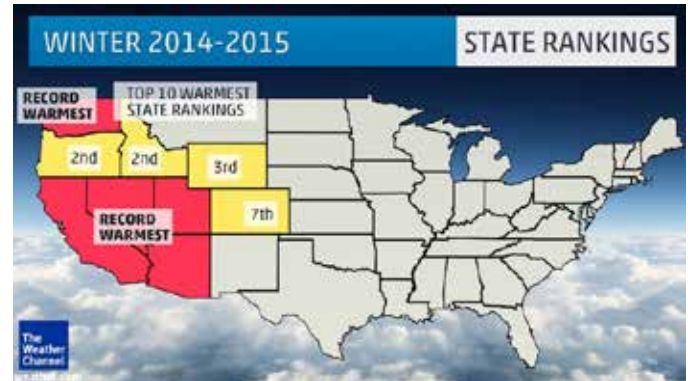 WINTER 2014-2015
STATE RANKINGS
TOP 10 WARMEST
STATE RANKINGS
RECORD
WARMEST
2nd
2nd
3rd
7th
RECORD
WARMEST
The
Weather
Channel